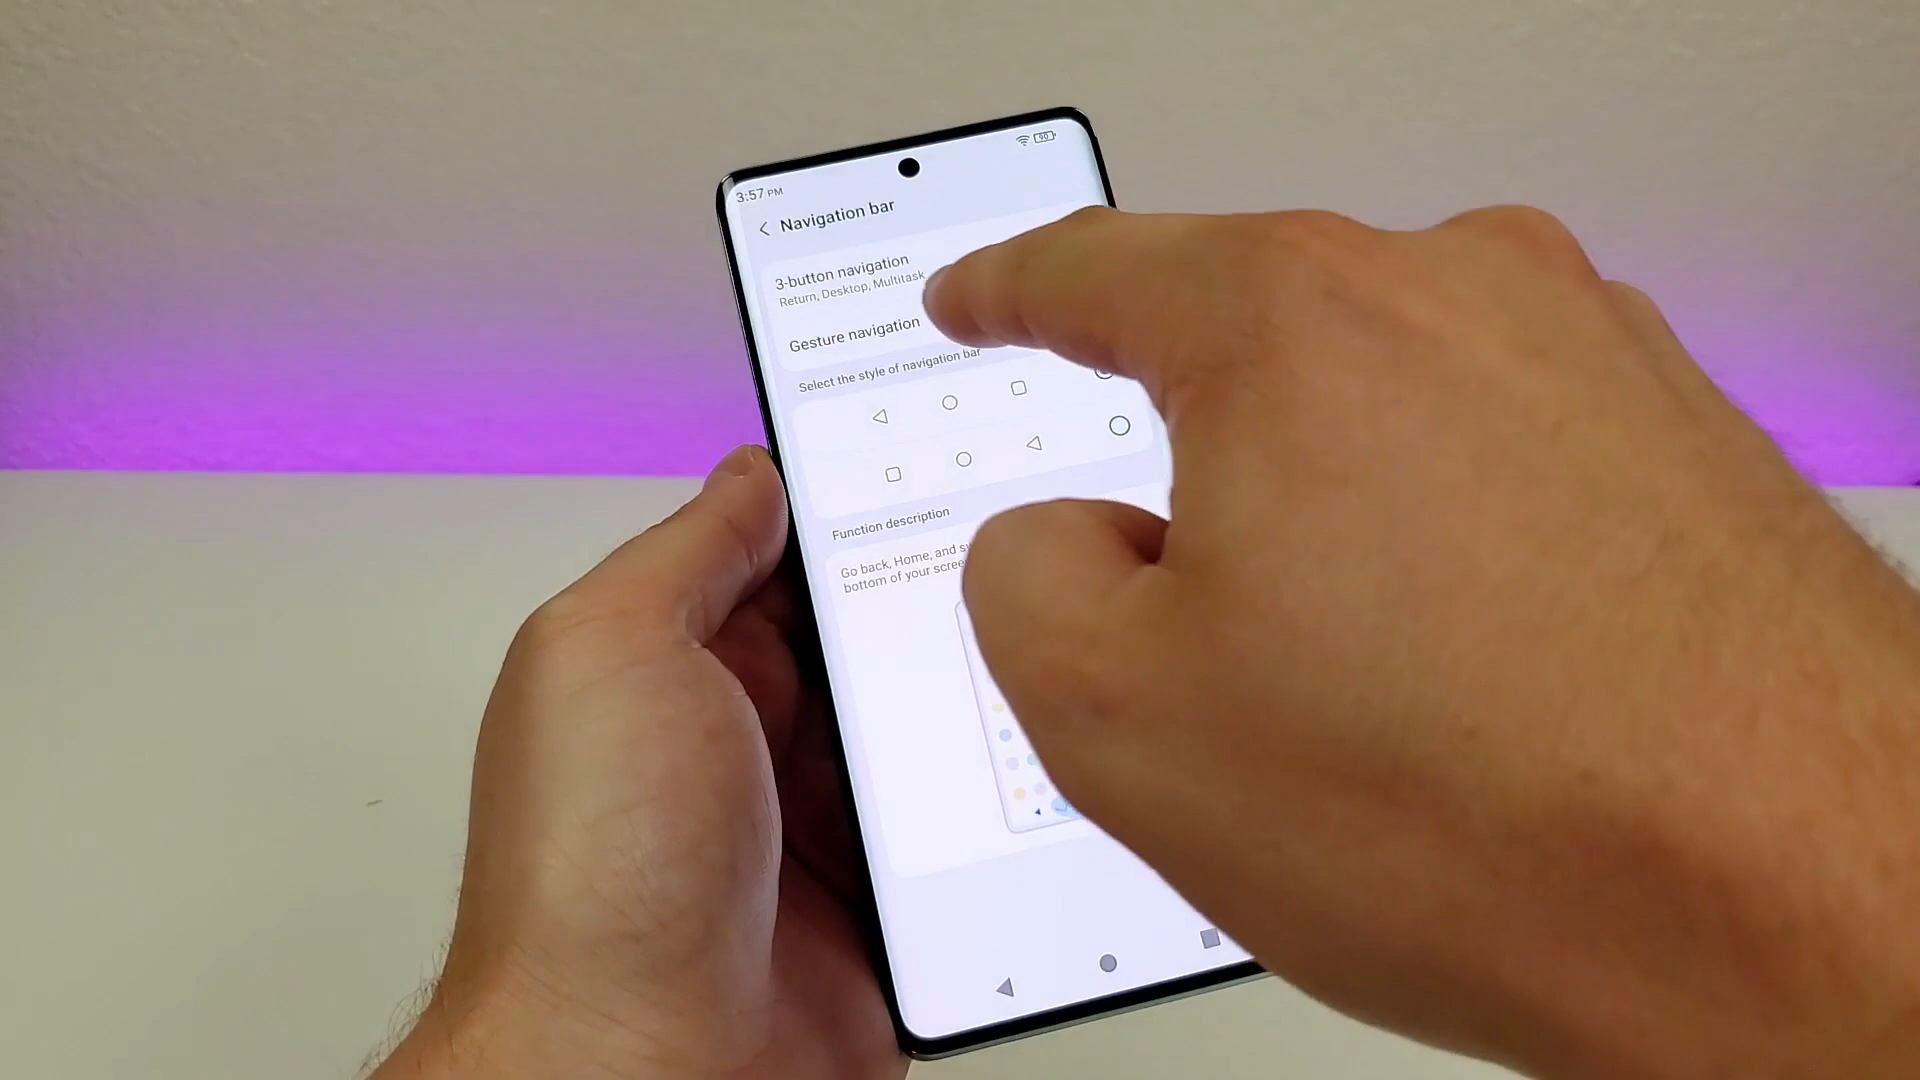 3:57 PM
90
Navigation bar
3-button navigation
Return, Desktop, Multitask
Gesture navigation
Select the style of navigation bar
Function description
Go back, Home, and
bottom of your